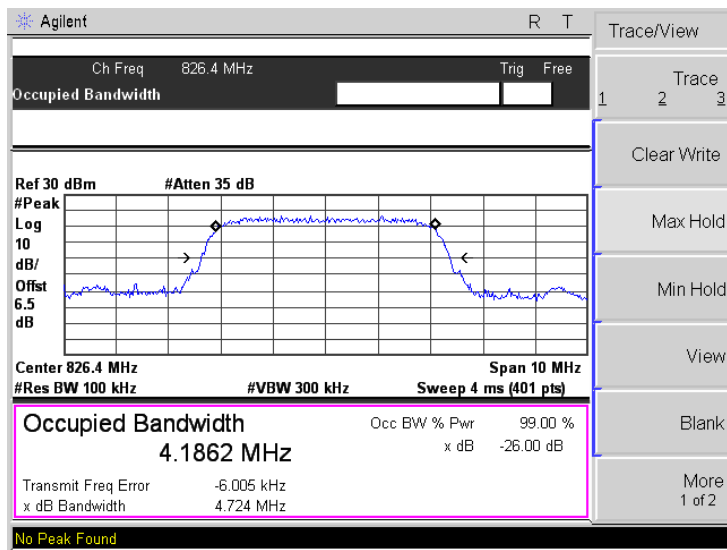 Agilent R T
Ch Freq 826.4 MHz Trig Free
Occupied Bandwidth
Ref 30 dBm #Atten 35 dB
#Peak
Log
10
dB/
Offst
6.5
dB
Center 826.4 MHz Span 10 MHz
#Res BW 100 kHz #VBW 300 kHz Sweep 4 ms (401 pts)
Occupied Bandwidth Occ BW % Pwr 99.00 %
4.1862 MHz x dB -26.00 dB
Transmit Freq Error -6.005 kHz
x dB Bandwidth 4.724 MHz
No Peak Found
Trace/View
Trace
1 2 3
Clear Write
Max Hold
Min Hold
View
Blank
More
1 of 2